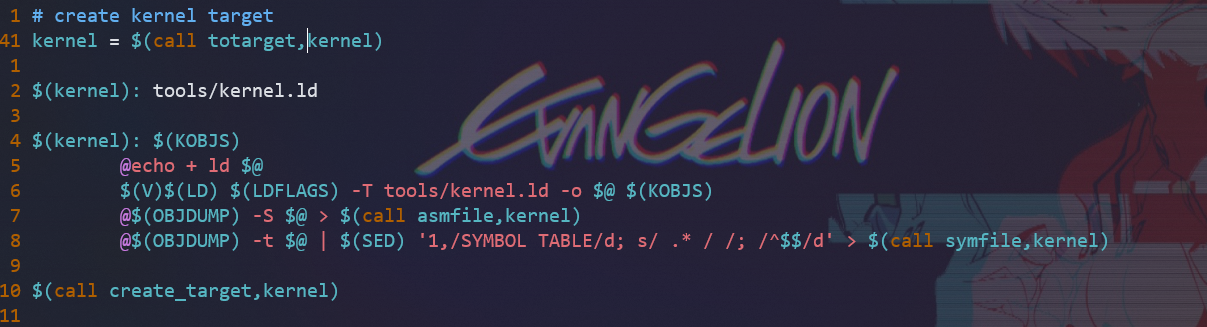 1 # create kernel target
41 kernel = $(call totarget,kernel)
1
2 $(kernel): tools/kernel.ld
3
4 $(kernel): $(KOBJS)
5 @echo + ld $@
6 $(V)$(LD) $(LDFLAGS) -T tools/kernel.ld -o $@ $(KOBJS)
7 @$(OBJDUMP) -S $@ > $(call asmfile,kernel)
8 @$(OBJDUMP) -t $@ | $(SED) '1,/SYMBOL TABLE/d; s/ .* / /; /^$$/d' > $(call symfile,kernel)
9
10 $(call create_target,kernel)
11
EVANGELION